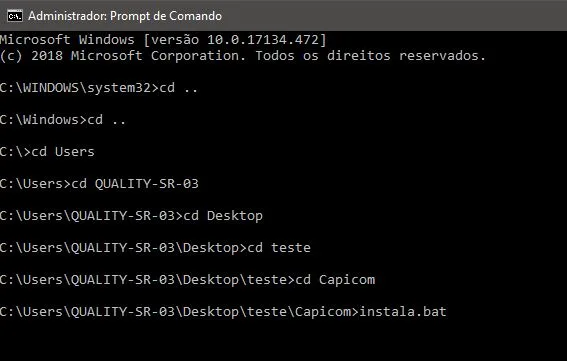 Administrador: Prompt de Comando
Microsoft Windows [versão 10.0.17134.472]
(c) 2018 Microsoft Corporation. Todos os direitos reservados.
C:\WINDOWS\system32>cd ..
C:\Windows>cd ..
C:\>cd Users
C:\Users>cd QUALITY-SR-03
C:\Users\QUALITY-SR-03>cd Desktop
C:\Users\QUALITY-SR-03\Desktop>cd teste
C:\Users\QUALITY-SR-03\Desktop\teste>cd Capicom
C:\Users\QUALITY-SR-03\Desktop\teste\Capicom>instala.bat